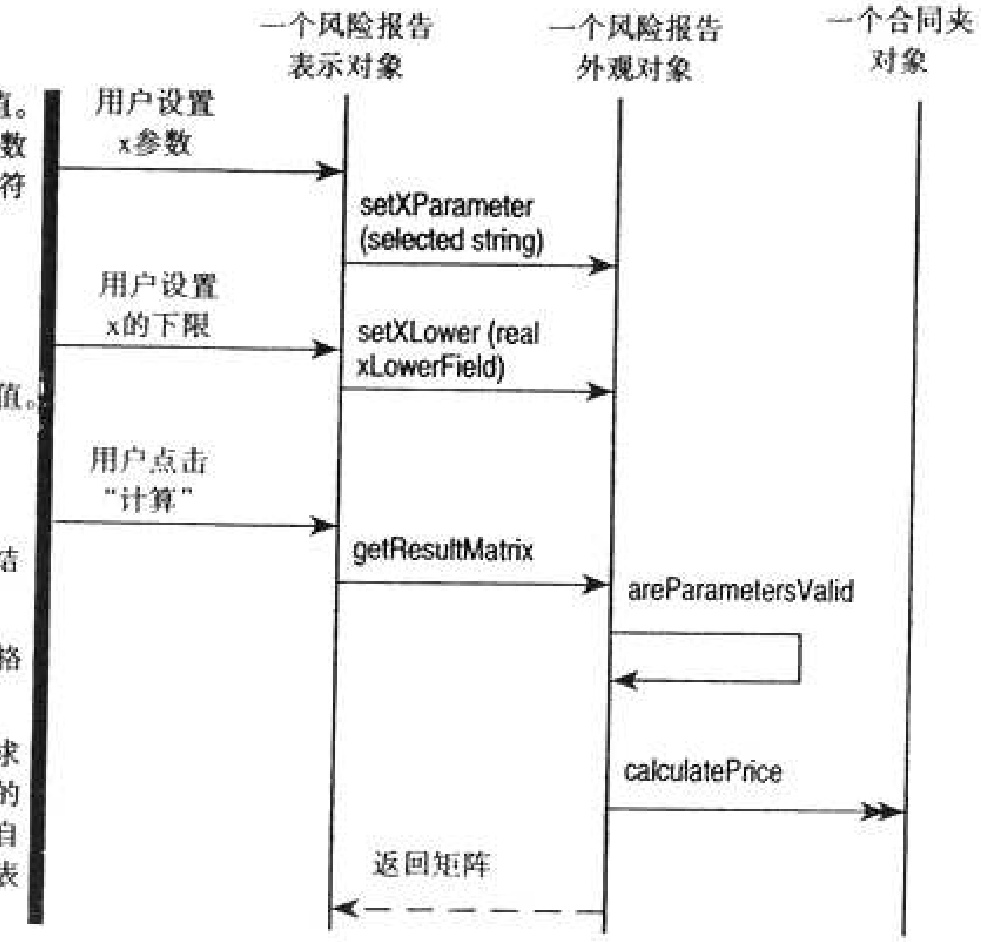 一个风险报告
表示对象
一个风险报告
外观对象
一个合同夹
对象
值。
数
符
用户设置
x参数
setXParameter
(selected string)
用户设置
x的下限
setXLower (real
xLowerField)
值。
用户点击
“计算”
getResultMatrix
结
areParametersValid
格
求
的
自
表
calculatePrice
返回矩阵